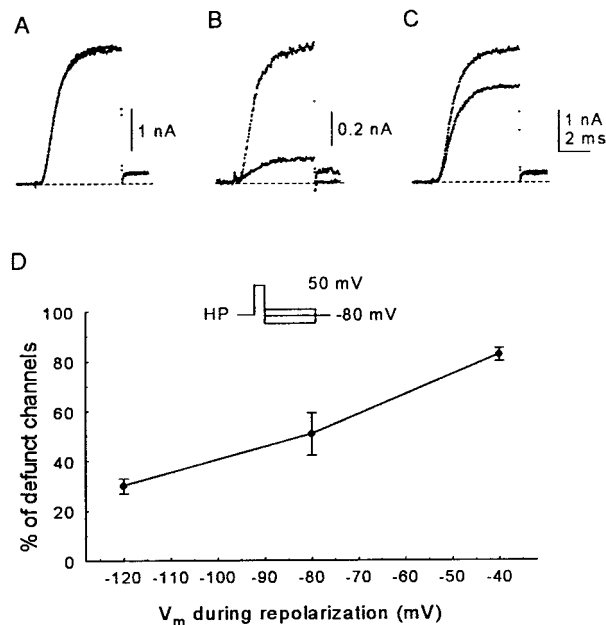 A
B
C
1 nA
0.2 nA
1 nA
2 ms
D
50 mV
HP
-80 mV
100
80
60
40
20
0
% of defunct channels
-120 -110 -100 -90 -80 -70 -60 -50 -40
Vm during repolarization (mV)